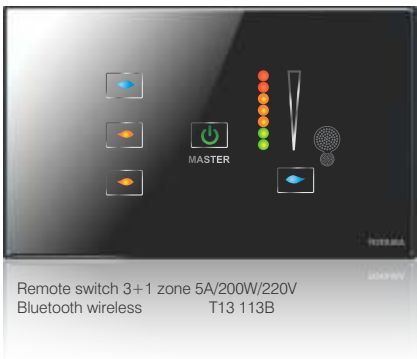 MASTER
Remote switch 3+1 zone 5A/200W/220V
Bluetooth wireless T13 113B